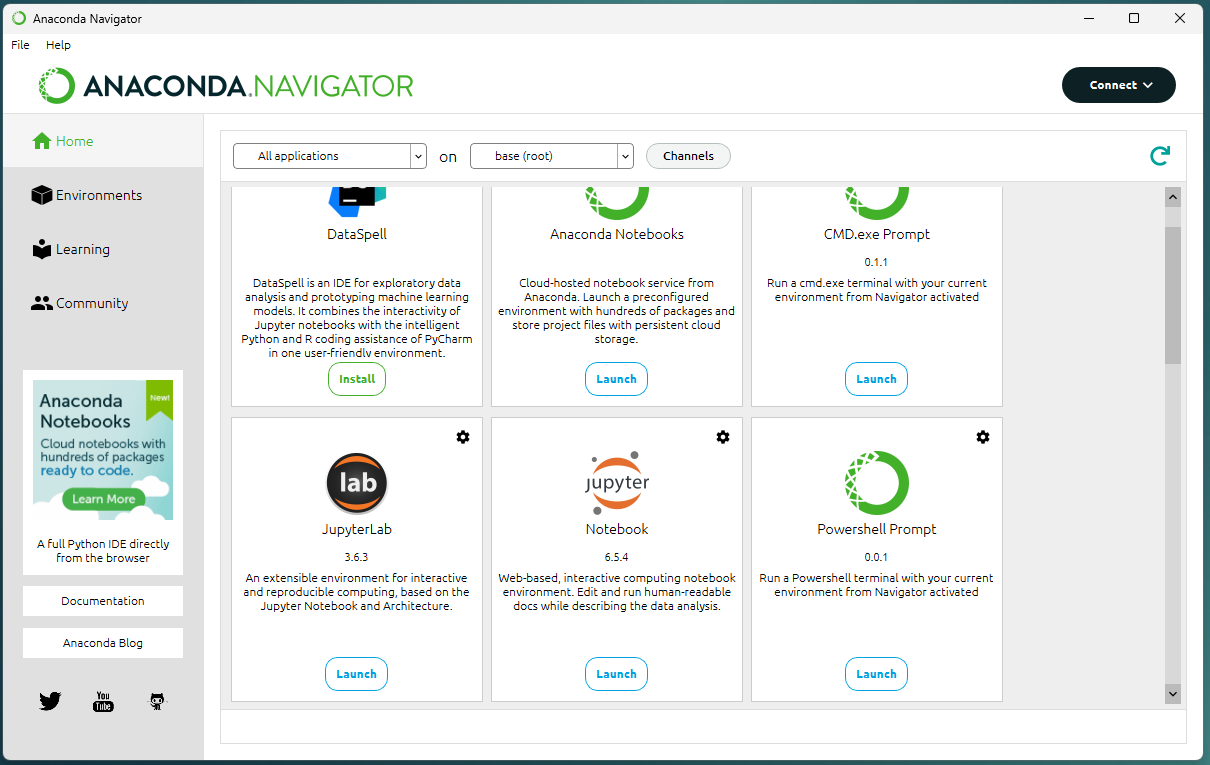 Anaconda Navigator
File Help
ANACONDA.NAVIGATOR
Connect
Home
Environments
Learning
Community
Anaconda
Notebooks
New!
Cloud notebooks with
hundreds of packages
ready to code.
Learn More
A full Python IDE directly
from the browser
Documentation
Anaconda Blog
You
Tube
All applications
on
base (root)
Channels
DataSpell
DataSpell is an IDE for exploratory data
analysis and prototyping machine learning
models. It combines the interactivity of
Jupyter notebooks with the intelligent
Python and R coding assistance of PyCharm
in one user-friendly environment.
Install
Anaconda Notebooks
Cloud-hosted notebook service from
Anaconda. Launch a preconfigured
environment with hundreds of packages and
store project files with persistent cloud
storage.
Launch
CMD.exe Prompt
0.1.1
Run a cmd.exe terminal with your current
environment from Navigator activated
Launch
lab
JupyterLab
3.6.3
An extensible environment for interactive
and reproducible computing, based on the
Jupyter Notebook and Architecture.
Launch
jupyter
Notebook
6.5.4
Web-based, interactive computing notebook
environment. Edit and run human-readable
docs while describing the data analysis.
Launch
Powershell Prompt
0.0.1
Run a Powershell terminal with your current
environment from Navigator activated
Launch